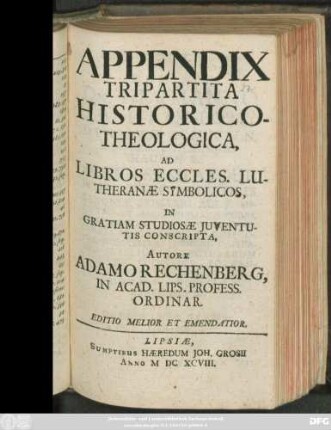 APPENDIX
TRIPARTITA
HISTORICO-
THEOLOGICA,
AD
LIBROS ECCLES. LU-
THERANÆ SYMBOLICOS,
IN
GRATIAM STUDIOSÆ JUVENTU-
TIS CONSCRIPTA,
AUTORE
ADAMO RECHENBERG,
IN ACAD. LIPS. PROFESS.
ORDINAR.
EDITIO MELIOR ET EMENDATIOR.
LIPSIÆ,
SUMPTIBUS HÆREDUM JOH. GROSII
ANNO M DC XCVIII.
DFG